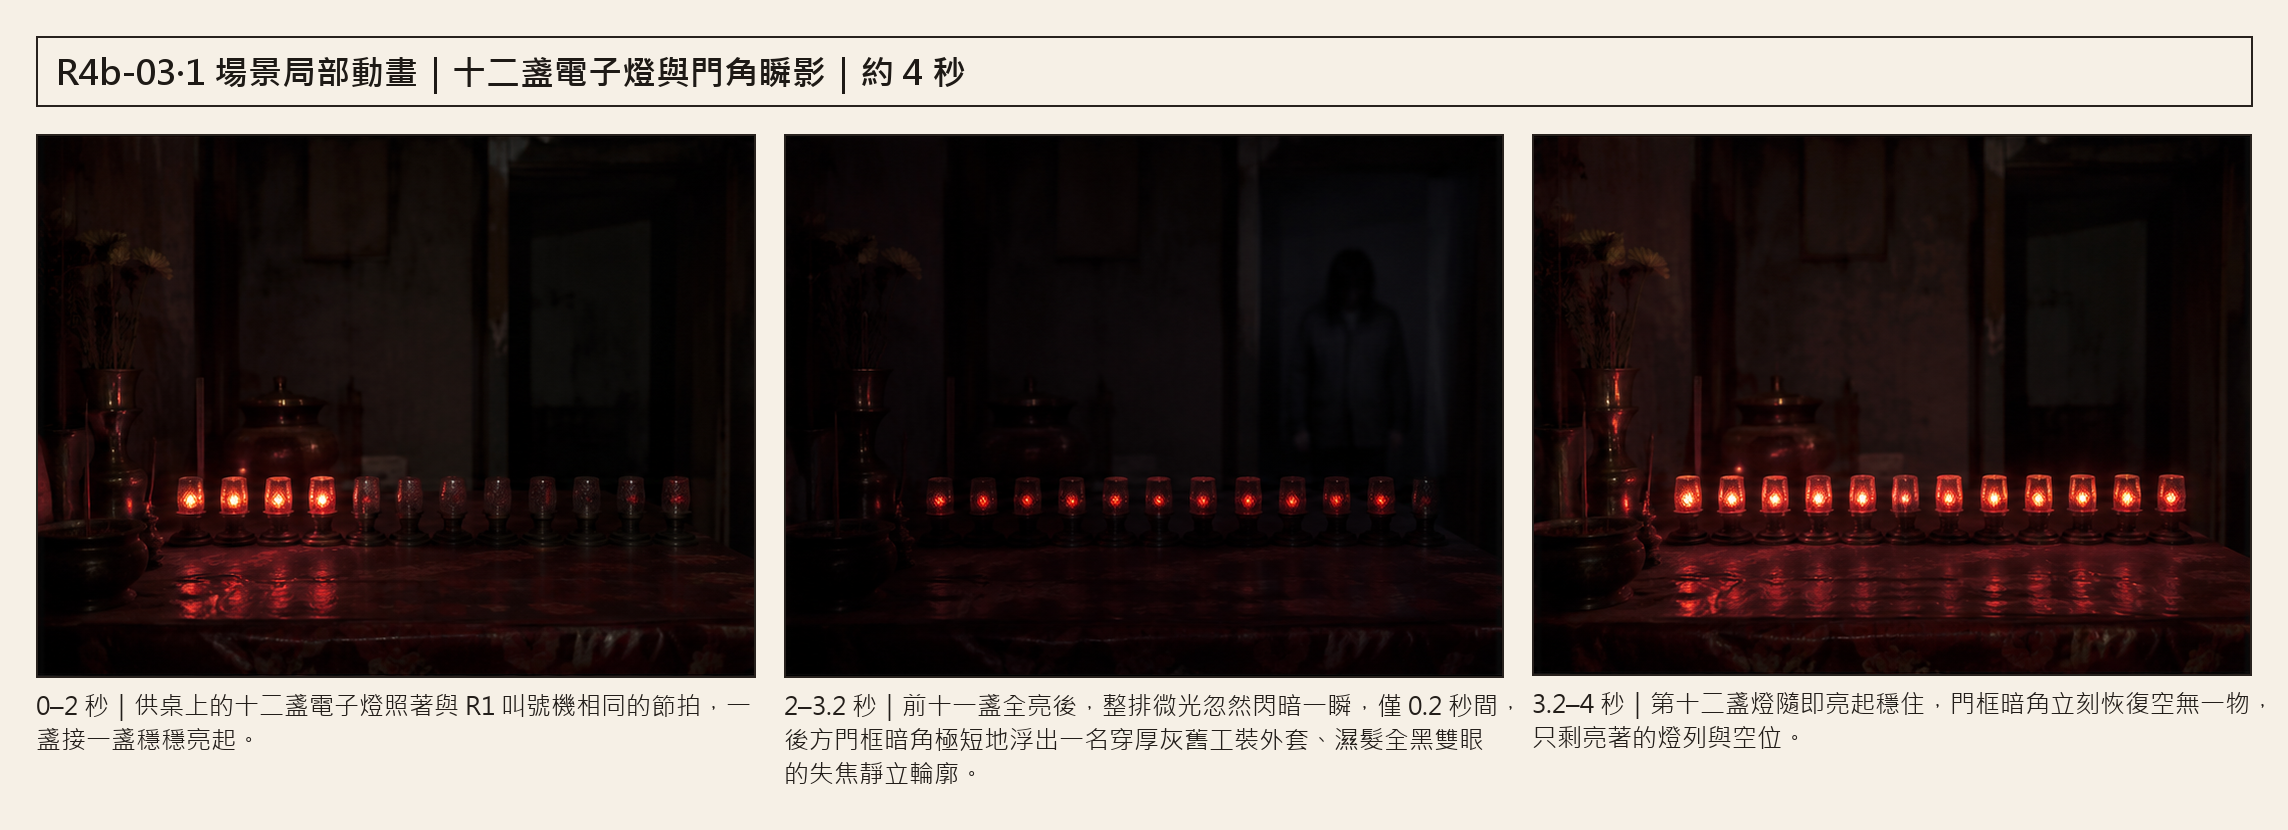 R4b-03·1 場景局部動畫｜十二盞電子燈與門角瞬影｜約 4 秒
0–2 秒｜供桌上的十二盞電子燈照著與 R1 叫號機相同的節拍，一
盞接一盞穩穩亮起。
2–3.2 秒｜前十一盞全亮後，整排微光忽然閃暗一瞬，僅 0.2 秒間，
後方門框暗角極短地浮出一名穿厚灰舊工裝外套、濕髮全黑雙眼
的失焦靜立輪廓。
3.2–4 秒｜第十二盞燈隨即亮起穩住，門框暗角立刻恢復空無一物，
只剩亮著的燈列與空位。